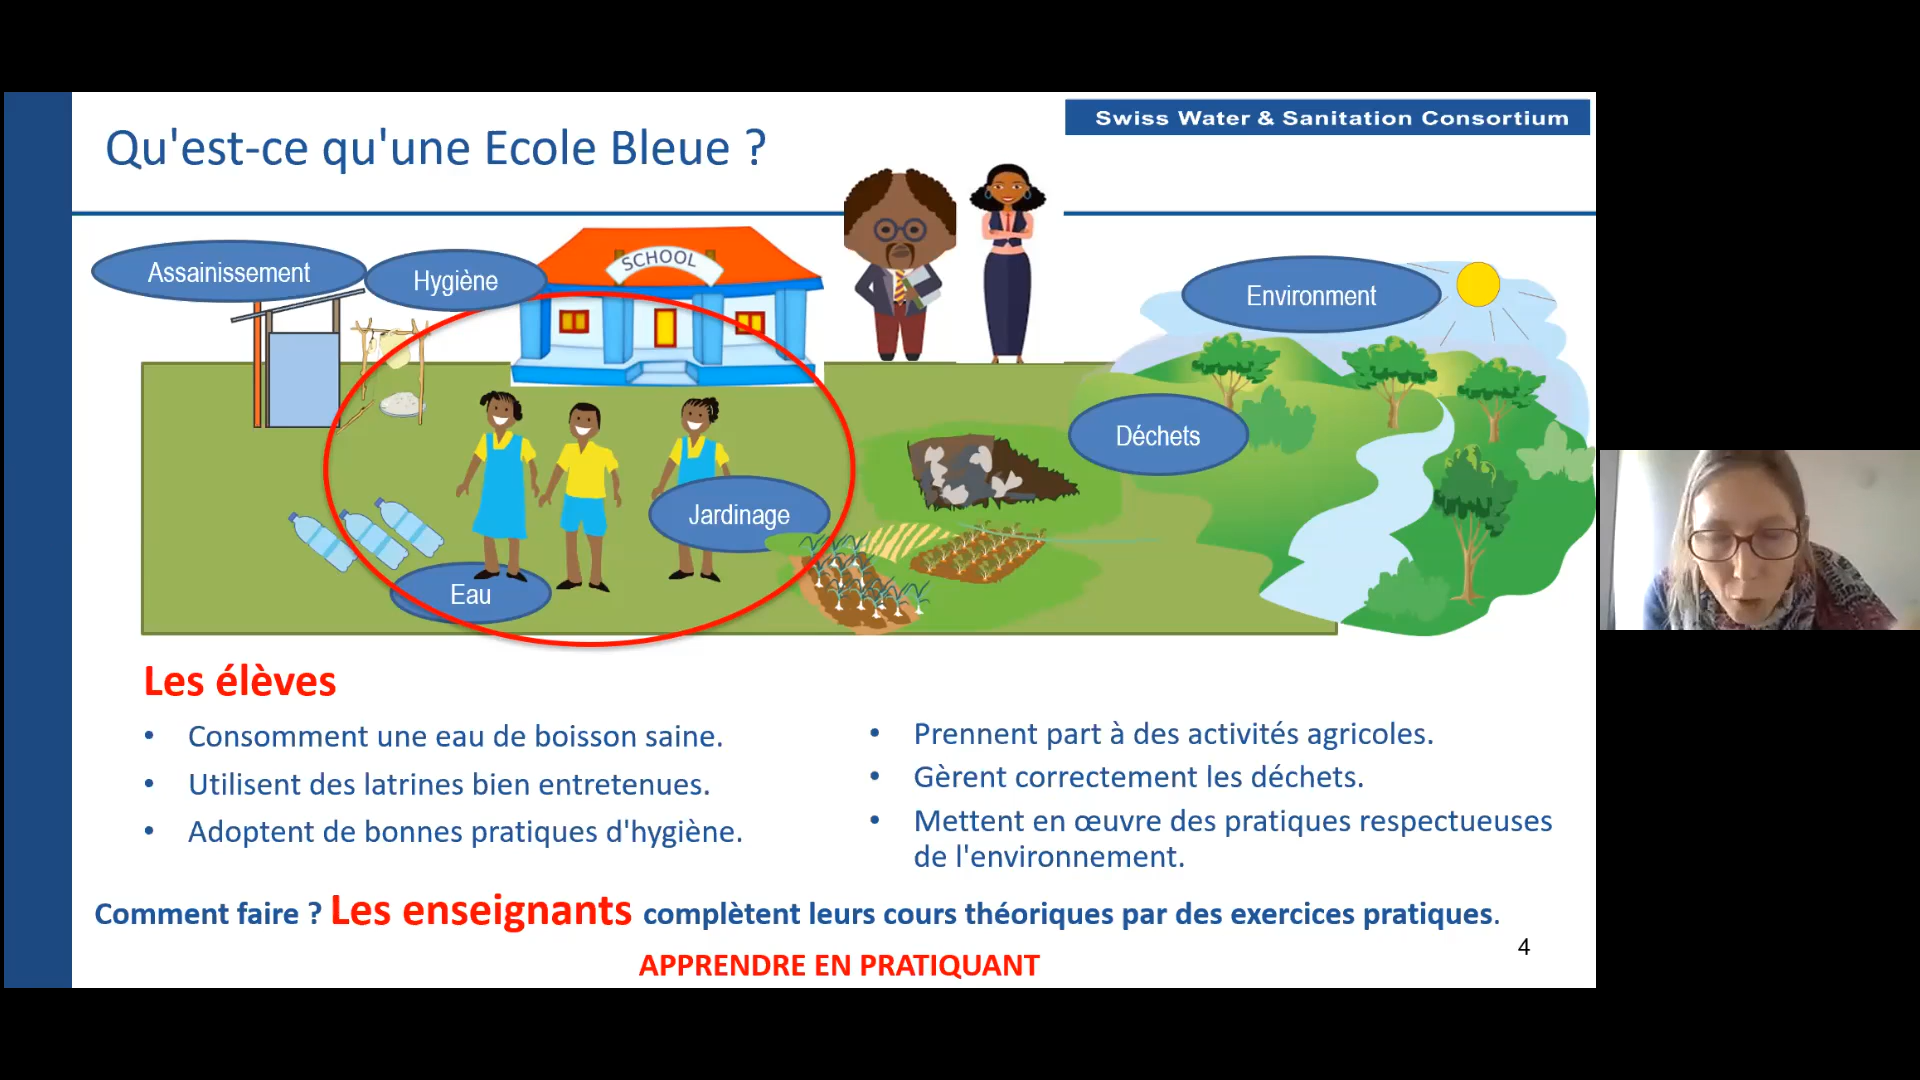 Swiss Water & Sanitation Consortium
Qu'est-ce qu'une Ecole Bleue ?
Assainissement
Hygiène
SCHOOL
Environment
Déchets
Jardinage
Eau
Les élèves
• Consomment une eau de boisson saine.
• Utilisent des latrines bien entretenues.
• Adoptent de bonnes pratiques d'hygiène.
• Prennent part à des activités agricoles.
• Gèrent correctement les déchets.
• Mettent en œuvre des pratiques respectueuses
de l'environnement.
Comment faire ? Les enseignants complètent leurs cours théoriques par des exercices pratiques.
4
APPRENDRE EN PRATIQUANT